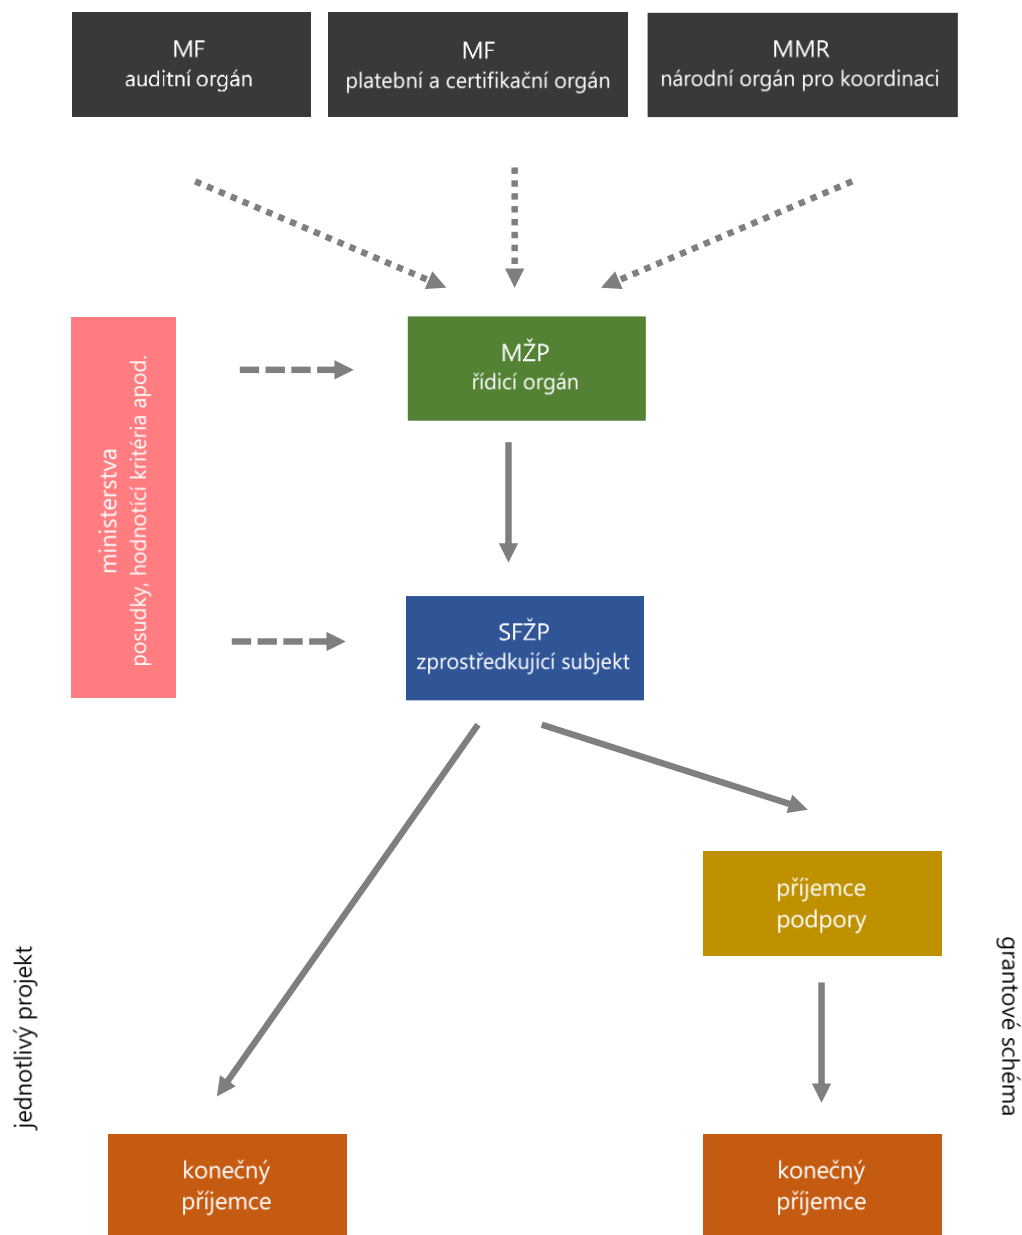 MF
auditní orgán
MF
platební a certifikační orgán
MMR
národní orgán pro koordinaci
ministerstva
posudky, hodnotící kritéria apod.
MŽP
řídicí orgán
SFŽP
zprostředkující subjekt
příjemce
podpory
jednotlivý projekt
grantové schéma
konečný
příjemce
konečný
příjemce